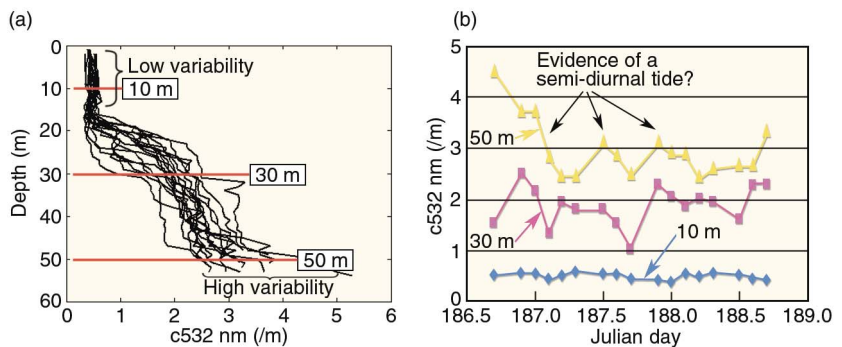 (a)
0
10
20
30
40
50
60
Depth (m)
Low variability
10 m
30 m
50 m
High variability
0 1 2 3 4 5 6
c532 nm (/m)
(b)
5
4
3
2
1
0
c532 nm (/m)
Evidence of a
semi-diurnal tide?
50 m
30 m
10 m
186.5 187.0 187.5 188.0 188.5 189.0
Julian day